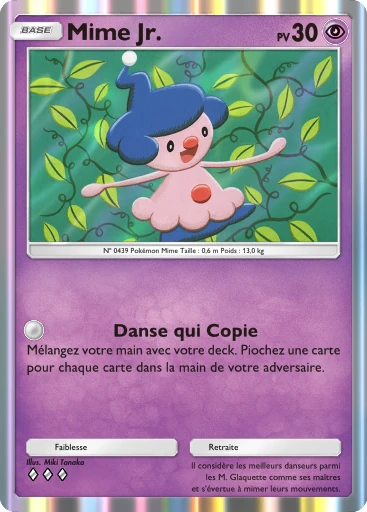 BASE
Mime Jr.
PV 30
N° 0439 Pokémon Mime Taille : 0,6 m Poids : 13,0 kg
Danse qui Copie
Mélangez votre main avec votre deck. Piochez une carte
pour chaque carte dans la main de votre adversaire.
Faiblesse
Retraite
Illus. Miki Tanaka
Il considère les meilleurs danseurs parmi
les M. Glaquette comme ses maîtres
et s'évertue à mimer leurs mouvements.